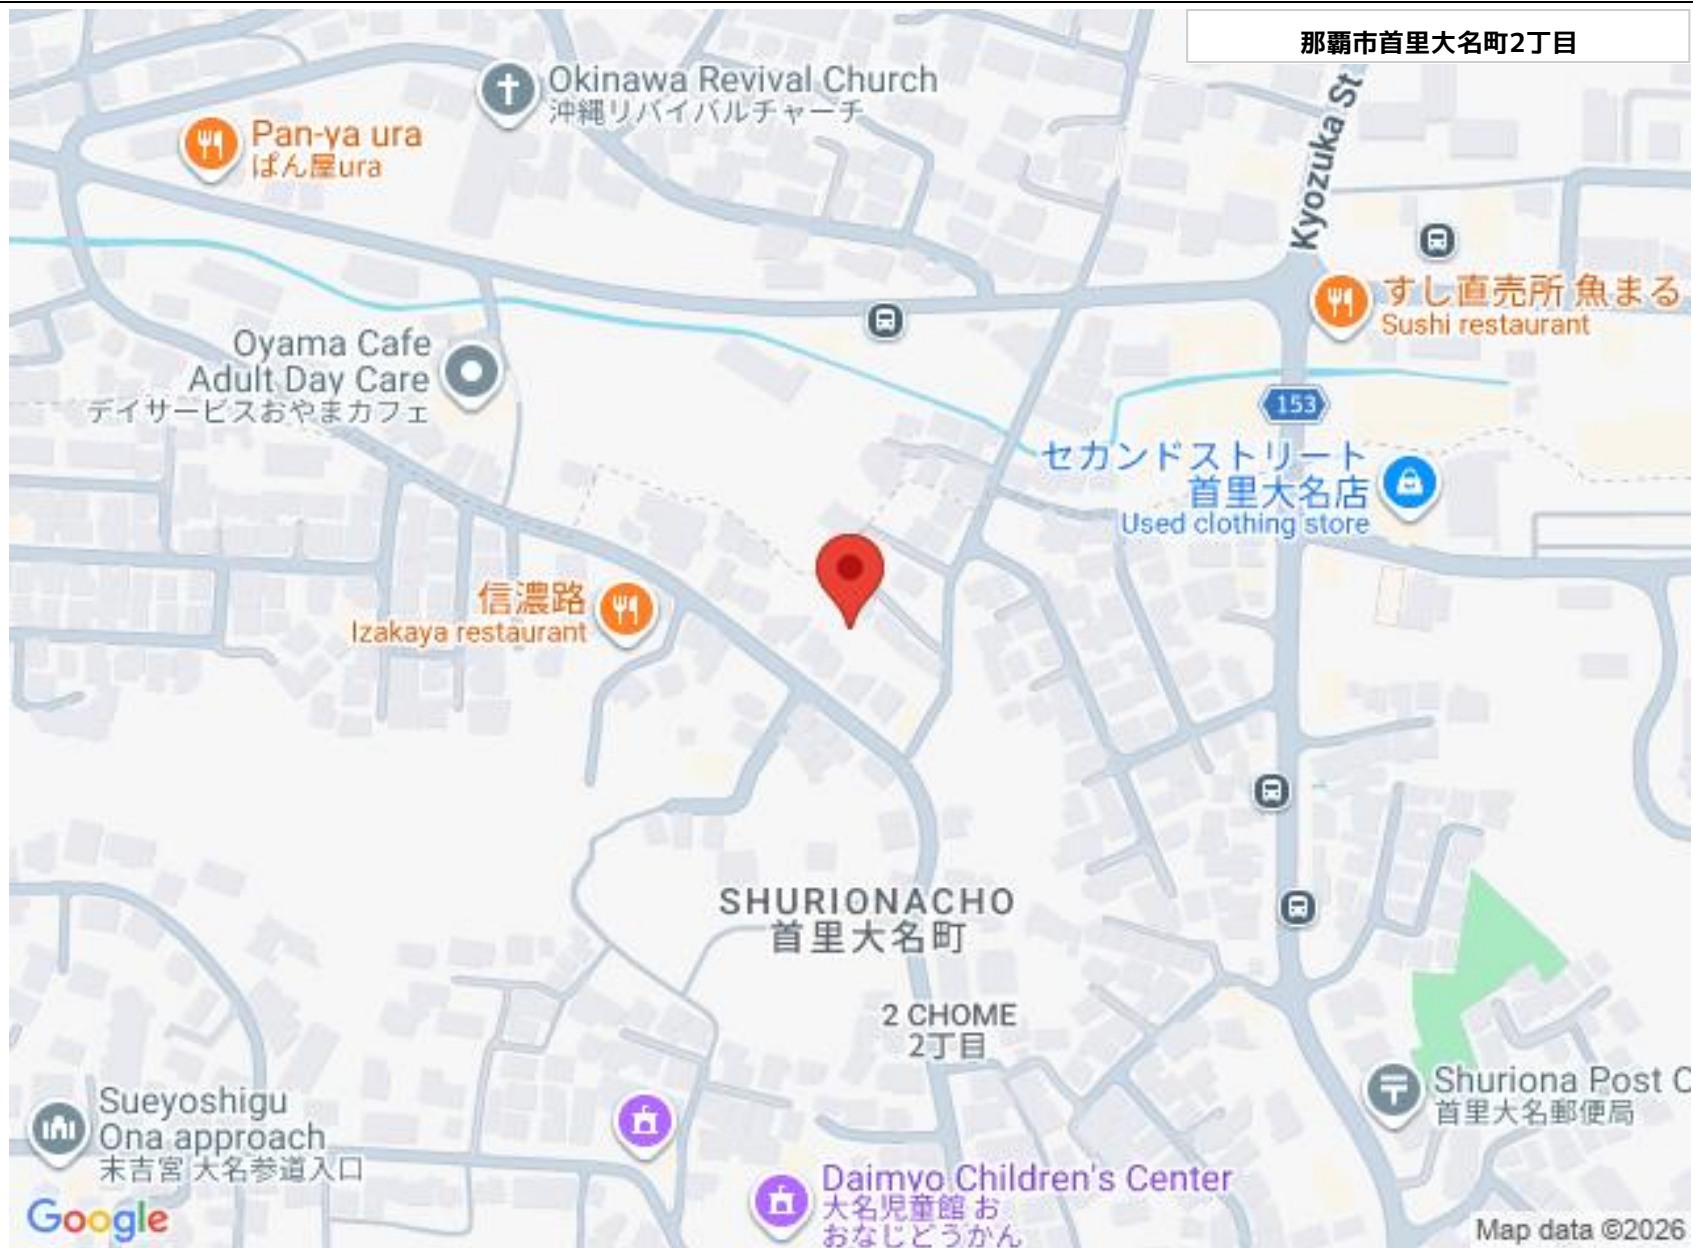 那覇市首里大名町2丁目
Okinawa Revival Church
沖縄リバイバルチャーチ
Kyozuka St
Pan-ya ura
ぱん屋ura
すし直売所 魚まる
Sushi restaurant
Oyama Cafe
Adult Day Care
デイサービスおやまカフェ
153
セカンドストリート
首里大名店
Used clothing store
信濃路
Izakaya restaurant
SHURIONACHO
首里大名町
2 CHOME
2丁目
Shuriona Post C
首里大名郵便局
Sueyoshigu
Ona approach
末吉宮 大名参道入口
Daimyo Children's Center
大名児童館 お
おなじどうかん
Google
Map data ©2026